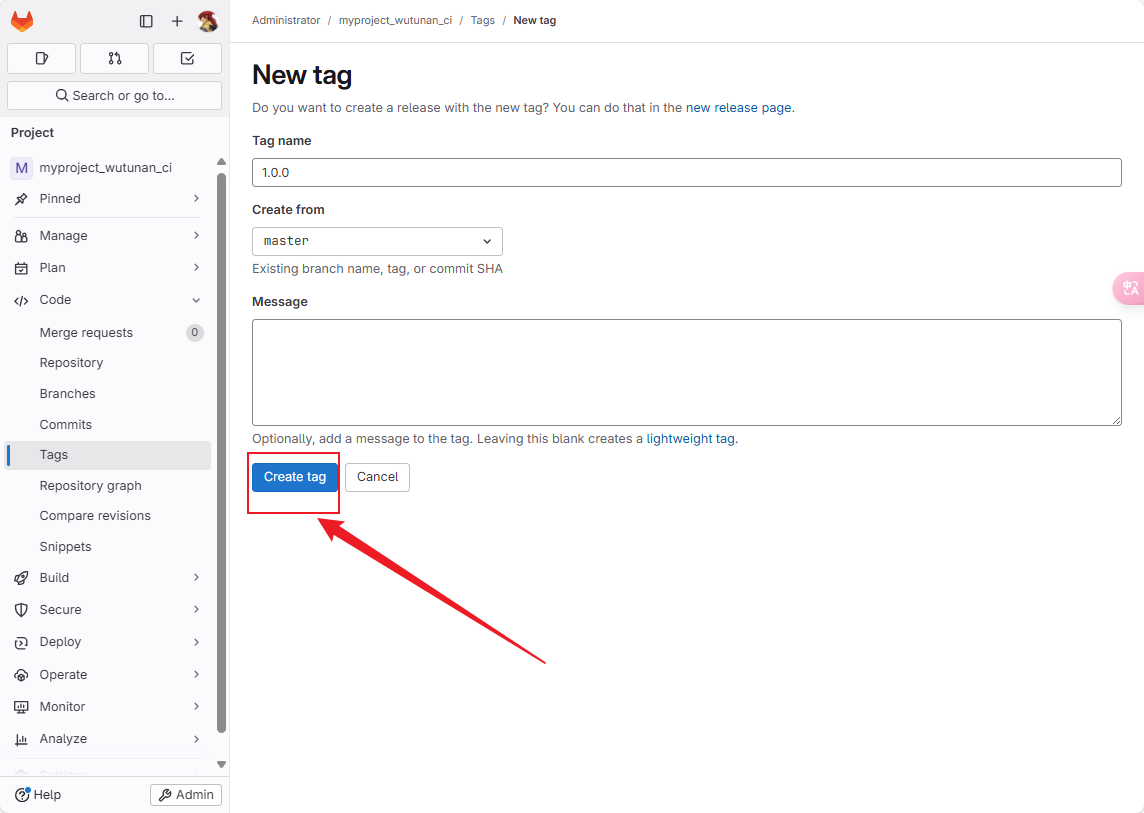 Administrator / myproject_wutunan_ci / Tags / New tag
Search or go to...
Project
M myproject_wutunan_ci
Pinned
Manage
Plan
Code
Merge requests 0
Repository
Branches
Commits
Tags
Repository graph
Compare revisions
Snippets
Build
Secure
Deploy
Operate
Monitor
Analyze
Settings
Help
Admin
New tag
Do you want to create a release with the new tag? You can do that in the new release page.
Tag name
1.0.0
Create from
master
Existing branch name, tag, or commit SHA
Message
Optionally, add a message to the tag. Leaving this blank creates a lightweight tag.
Create tag Cancel
中A